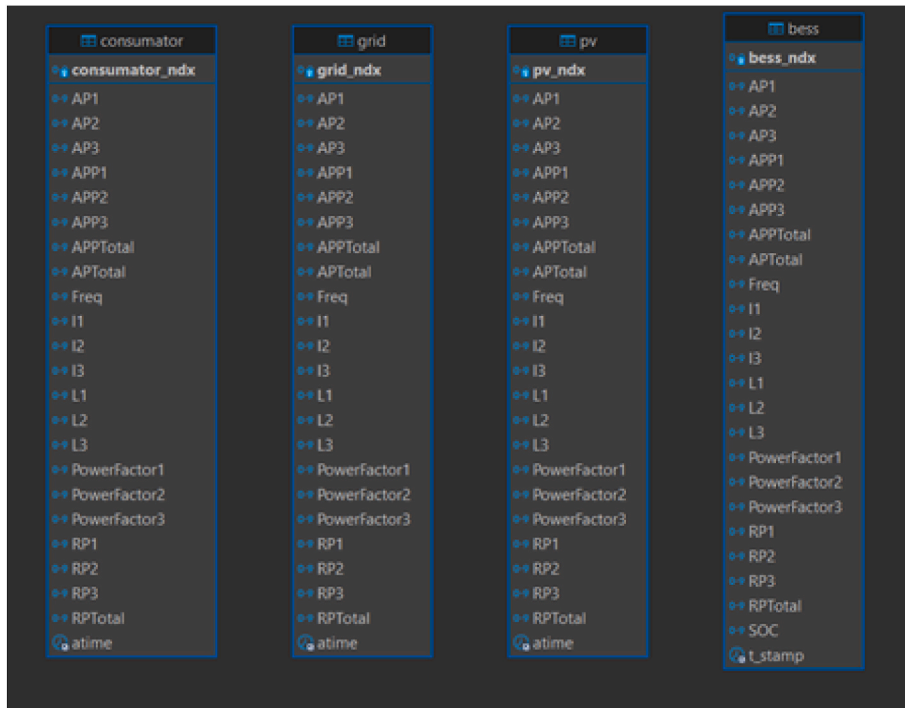 consumator
consumator_ndx
AP1
AP2
AP3
APP1
APP2
APP3
APPTotal
APTotal
Freq
I1
I2
I3
L1
L2
L3
PowerFactor1
PowerFactor2
PowerFactor3
RP1
RP2
RP3
RPTotal
atime
grid
grid_ndx
AP1
AP2
AP3
APP1
APP2
APP3
APPTotal
APTotal
Freq
I1
I2
I3
L1
L2
L3
PowerFactor1
PowerFactor2
PowerFactor3
RP1
RP2
RP3
RPTotal
atime
pv
pv_ndx
AP1
AP2
AP3
APP1
APP2
APP3
APPTotal
APTotal
Freq
I1
I2
I3
L1
L2
L3
PowerFactor1
PowerFactor2
PowerFactor3
RP1
RP2
RP3
RPTotal
atime
bess
bess_ndx
AP1
AP2
AP3
APP1
APP2
APP3
APPTotal
APTotal
Freq
I1
I2
I3
L1
L2
L3
PowerFactor1
PowerFactor2
PowerFactor3
RP1
RP2
RP3
RPTotal
SOC
t_stamp